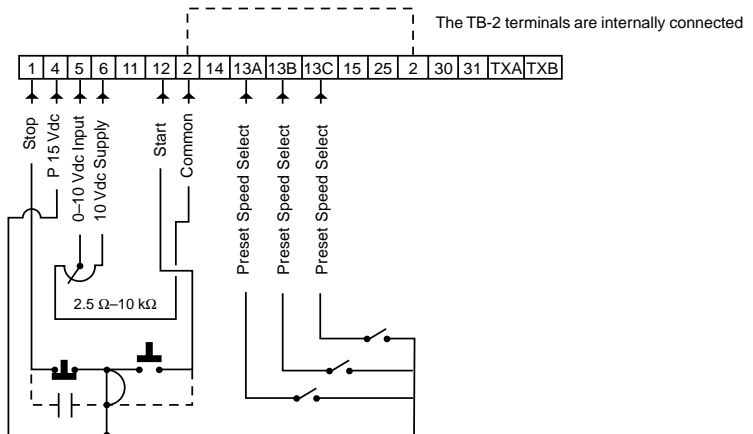 The TB-2 terminals are internally connected
1 4 5 6 11 12 2 14 13A 13B 13C 15 25 2 30 31 TXA TXB
Stop
P 15 Vdc
0–10 Vdc Input
10 Vdc Supply
Start
Common
Preset Speed Select
Preset Speed Select
Preset Speed Select
2.5 Ω–10 kΩ